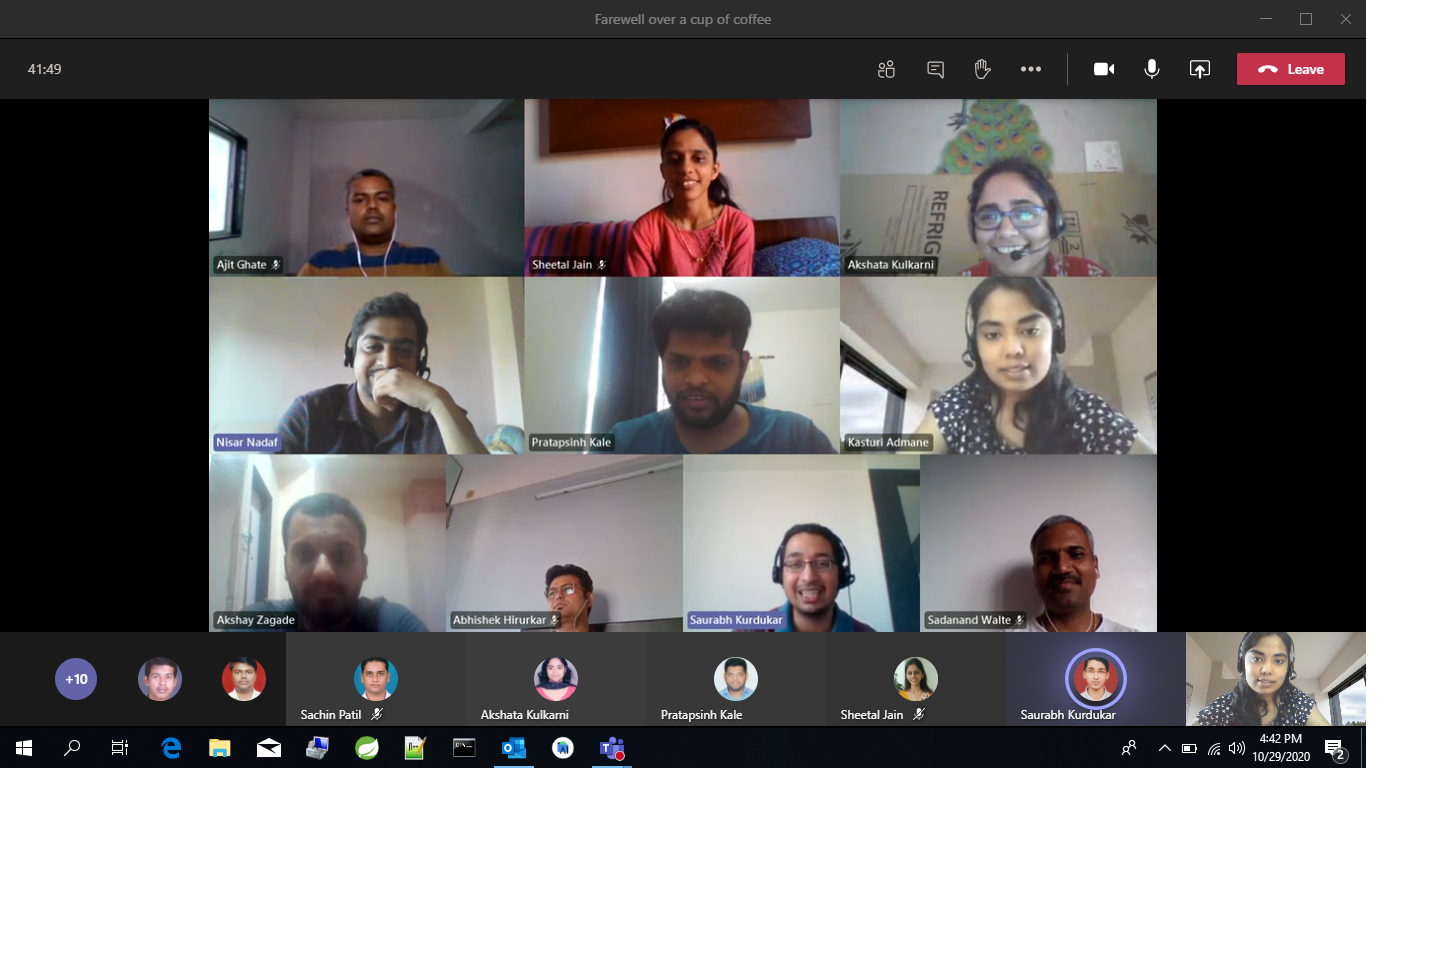 Farewell over a cup of coffee
41:49
Leave
REFRIG
Ajit Ghate
Sheetal Jain
Akshata Kulkarni
Nisar Nadaf
Pratapsinh Kale
Kasturi Admane
Akshay Zagade
Abhishek Hirurkar
Saurabh Kurdukar
Sadanand Walte
+10
Sachin Patil
Akshata Kulkarni
Pratapsinh Kale
Sheetal Jain
Saurabh Kurdukar
4:42 PM
10/29/2020
2